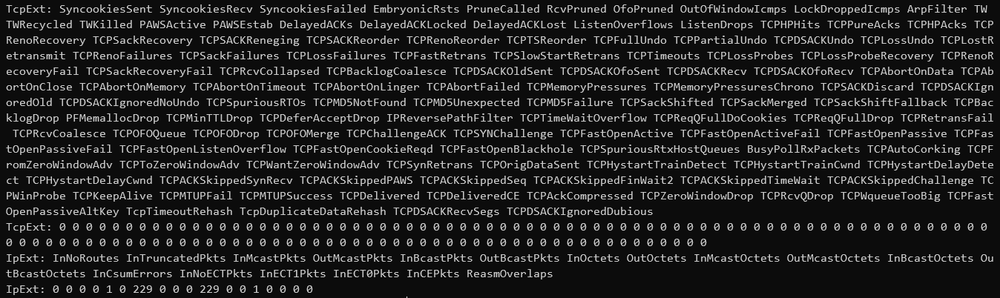 TcpExt: SyncookiesSent SyncookiesRecv SyncookiesFailed EmbryonicRsts PruneCalled RcvPruned OfoPruned OutOfWindowIcmps LockDroppedIcmps ArpFilter TW
TWRecycled TWKilled PAWSActive PAWSEstab DelayedACKs DelayedACKLocked DelayedACKLost ListenOverflows ListenDrops TCPHPHits TCPPureAcks TCPHPAcks TCP
RenoRecovery TCPSackRecovery TCPSACKReneging TCPSACKReorder TCPRenoReorder TCPTSReorder TCPFullUndo TCPPartialUndo TCPDSACKUndo TCPLossUndo TCPLostR
etransmit TCPRenoFailures TCPSackFailures TCPLossFailures TCPFastRetrans TCPSlowStartRetrans TCPTimeouts TCPLossProbes TCPLossProbeRecovery TCPRenoR
ecoveryFail TCPSackRecoveryFail TCPRcvCollapsed TCPBacklogCoalesce TCPDSACKOldSent TCPDSACKOfoSent TCPDSACKRecv TCPDSACKOfoRecv TCPAbortOnData TCPAb
ortOnClose TCPAbortOnMemory TCPAbortOnTimeout TCPAbortOnLinger TCPAbortFailed TCPMemoryPressures TCPMemoryPressuresChrono TCPSACKDiscard TCPDSACKIgn
oredOld TCPDSACKIgnoredNoUndo TCPSpuriousRTOs TCPMD5NotFound TCPMD5Unexpected TCPMD5Failure TCPSackShifted TCPSackMerged TCPSackShiftFallback TCPBac
klogDrop PFMemallocDrop TCPMinTTLDrop TCPDeferAcceptDrop IPReversePathFilter TCPTimeWaitOverflow TCPReqQFullDoCookies TCPReqQFullDrop TCPRetransFail
TCPRcvCoalesce TCPOFOQueue TCPOFODrop TCPOFOMerge TCPChallengeACK TCPSYNChallenge TCPFastOpenActive TCPFastOpenActiveFail TCPFastOpenPassive TCPFas
tOpenPassiveFail TCPFastOpenListenOverflow TCPFastOpenCookieReqd TCPFastOpenBlackhole TCPSpuriousRtxHostQueues BusyPollRxPackets TCPAutoCorking TCPF
romZeroWindowAdv TCPToZeroWindowAdv TCPWantZeroWindowAdv TCPSynRetrans TCPOrigDataSent TCPHystartTrainDetect TCPHystartTrainCwnd TCPHystartDelayDete
ct TCPHystartDelayCwnd TCPACKSkippedSynRecv TCPACKSkippedPAWS TCPACKSkippedSeq TCPACKSkippedFinWait2 TCPACKSkippedTimeWait TCPACKSkippedChallenge TC
PWinProbe TCPKeepAlive TCPMTUPFail TCPMTUPSuccess TCPDelivered TCPDeliveredCE TCPAckCompressed TCPZeroWindowDrop TCPRcvQDrop TCPWqueueTooBig TCPFast
OpenPassiveAltKey TcpTimeoutRehash TcpDuplicateDataRehash TCPDSACKRecvSegs TCPDSACKIgnoredDubious
TcpExt: 0 0 0 0 0 0 0 0 0 0 0 0 0 0 0 0 0 0 0 0 0 0 0 0 0 0 0 0 0 0 0 0 0 0 0 0 0 0 0 0 0 0 0 0 0 0 0 0 0 0 0 0 0 0 0 0 0 0 0 0 0 0 0 0 0 0 0 0 0 0
0 0 0 0 0 0 0 0 0 0 0 0 0 0 0 0 0 0 0 0 0 0 0 0 0 0 0 0 0 0 0 0 0 0 0 0 0 0 0 0 0 0 0 0 0 0 0 0 0 0 0 0 0
IpExt: InNoRoutes InTruncatedPkts InMcastPkts OutMcastPkts InBcastPkts OutBcastPkts InOctets OutOctets InMcastOctets OutMcastOctets InBcastOctets Ou
tBcastOctets InCsumErrors InNoECTPkts InECT1Pkts InECT0Pkts InCEPkts ReasmOverlaps
IpExt: 0 0 0 0 1 0 229 0 0 0 229 0 0 1 0 0 0 0